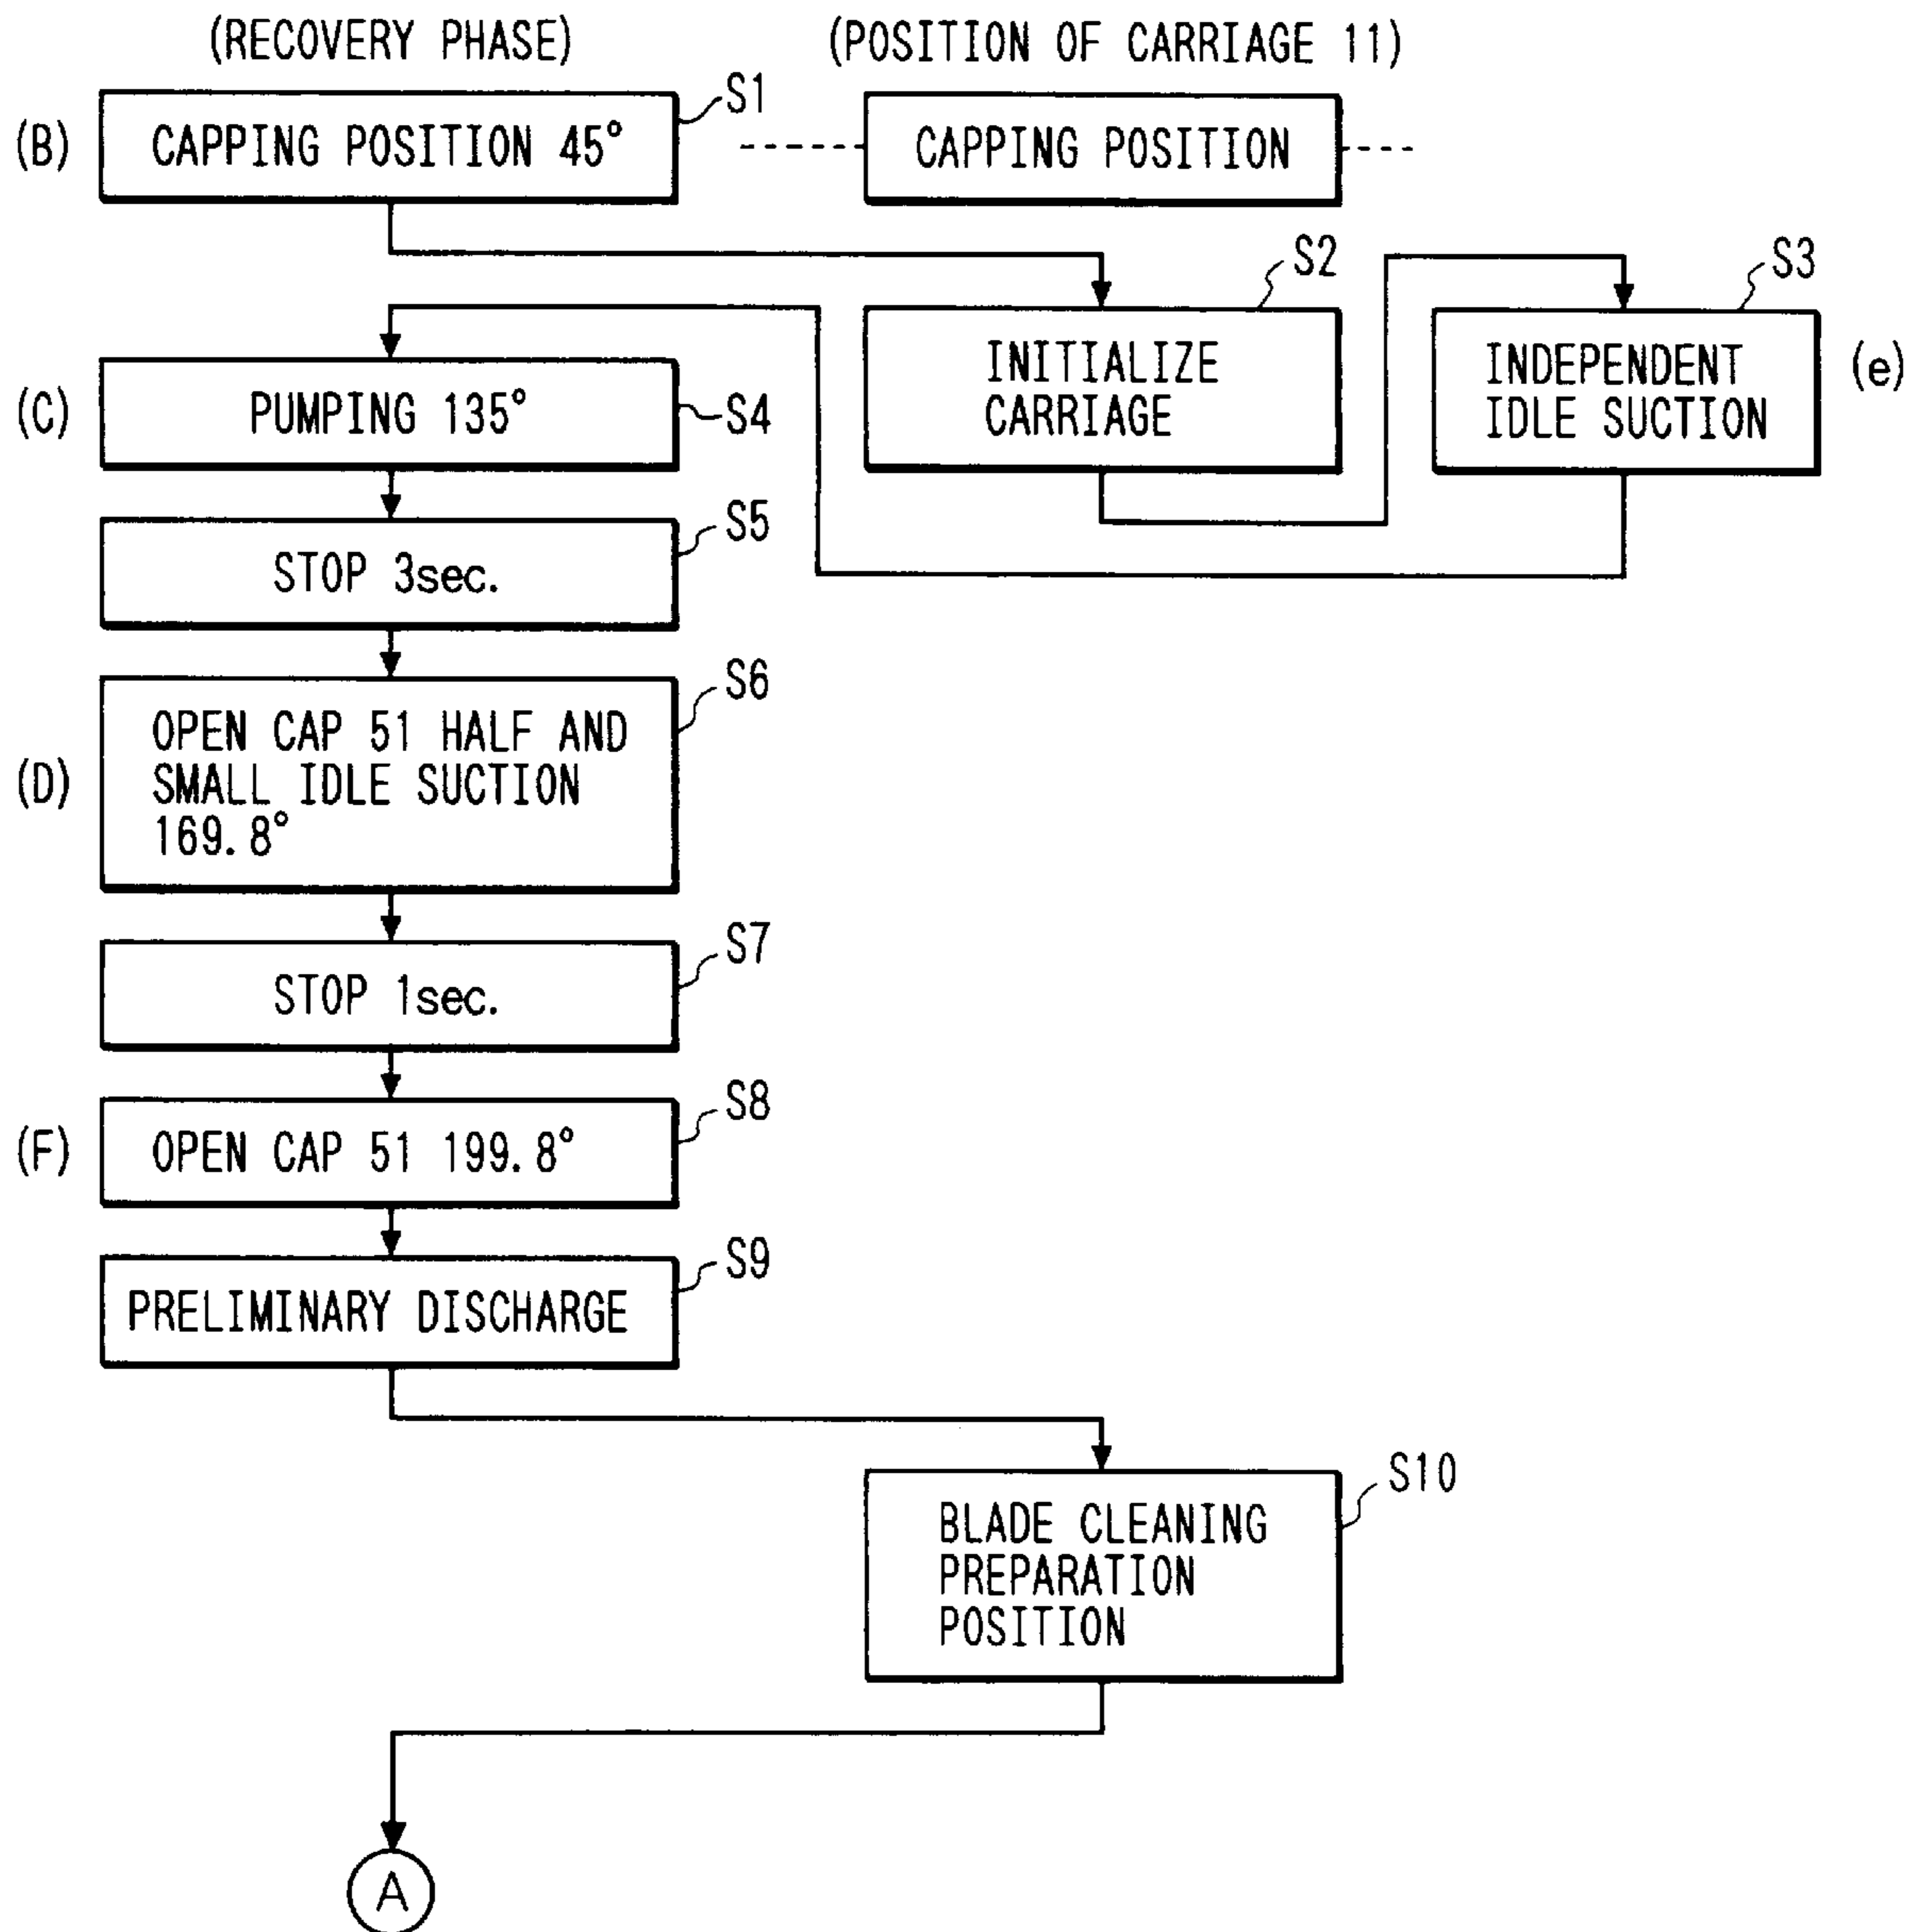 (RECOVERY PHASE)
(POSITION OF CARRIAGE 11)
(B)
CAPPING POSITION 45°
S1
CAPPING POSITION
S2
INITIALIZE
CARRIAGE
S3
INDEPENDENT
IDLE SUCTION
(e)
(C)
PUMPING 135°
S4
STOP 3sec.
S5
(D)
OPEN CAP 51 HALF AND
SMALL IDLE SUCTION
169.8°
S6
STOP 1sec.
S7
(F)
OPEN CAP 51 199.8°
S8
PRELIMINARY DISCHARGE
S9
BLADE CLEANING
PREPARATION
POSITION
S10
A